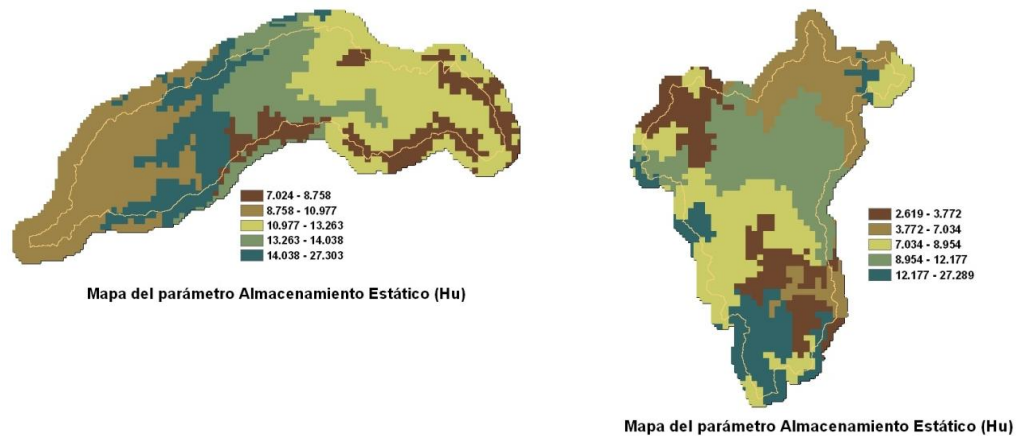 7.024 - 8.758
8.758 - 10.977
10.977 - 13.263
13.263 - 14.038
14.038 - 27.303
Mapa del parámetro Almacenamiento Estático (Hu)
2.619 - 3.772
3.772 - 7.034
7.034 - 8.954
8.954 - 12.177
12.177 - 27.289
Mapa del parámetro Almacenamiento Estático (Hu)